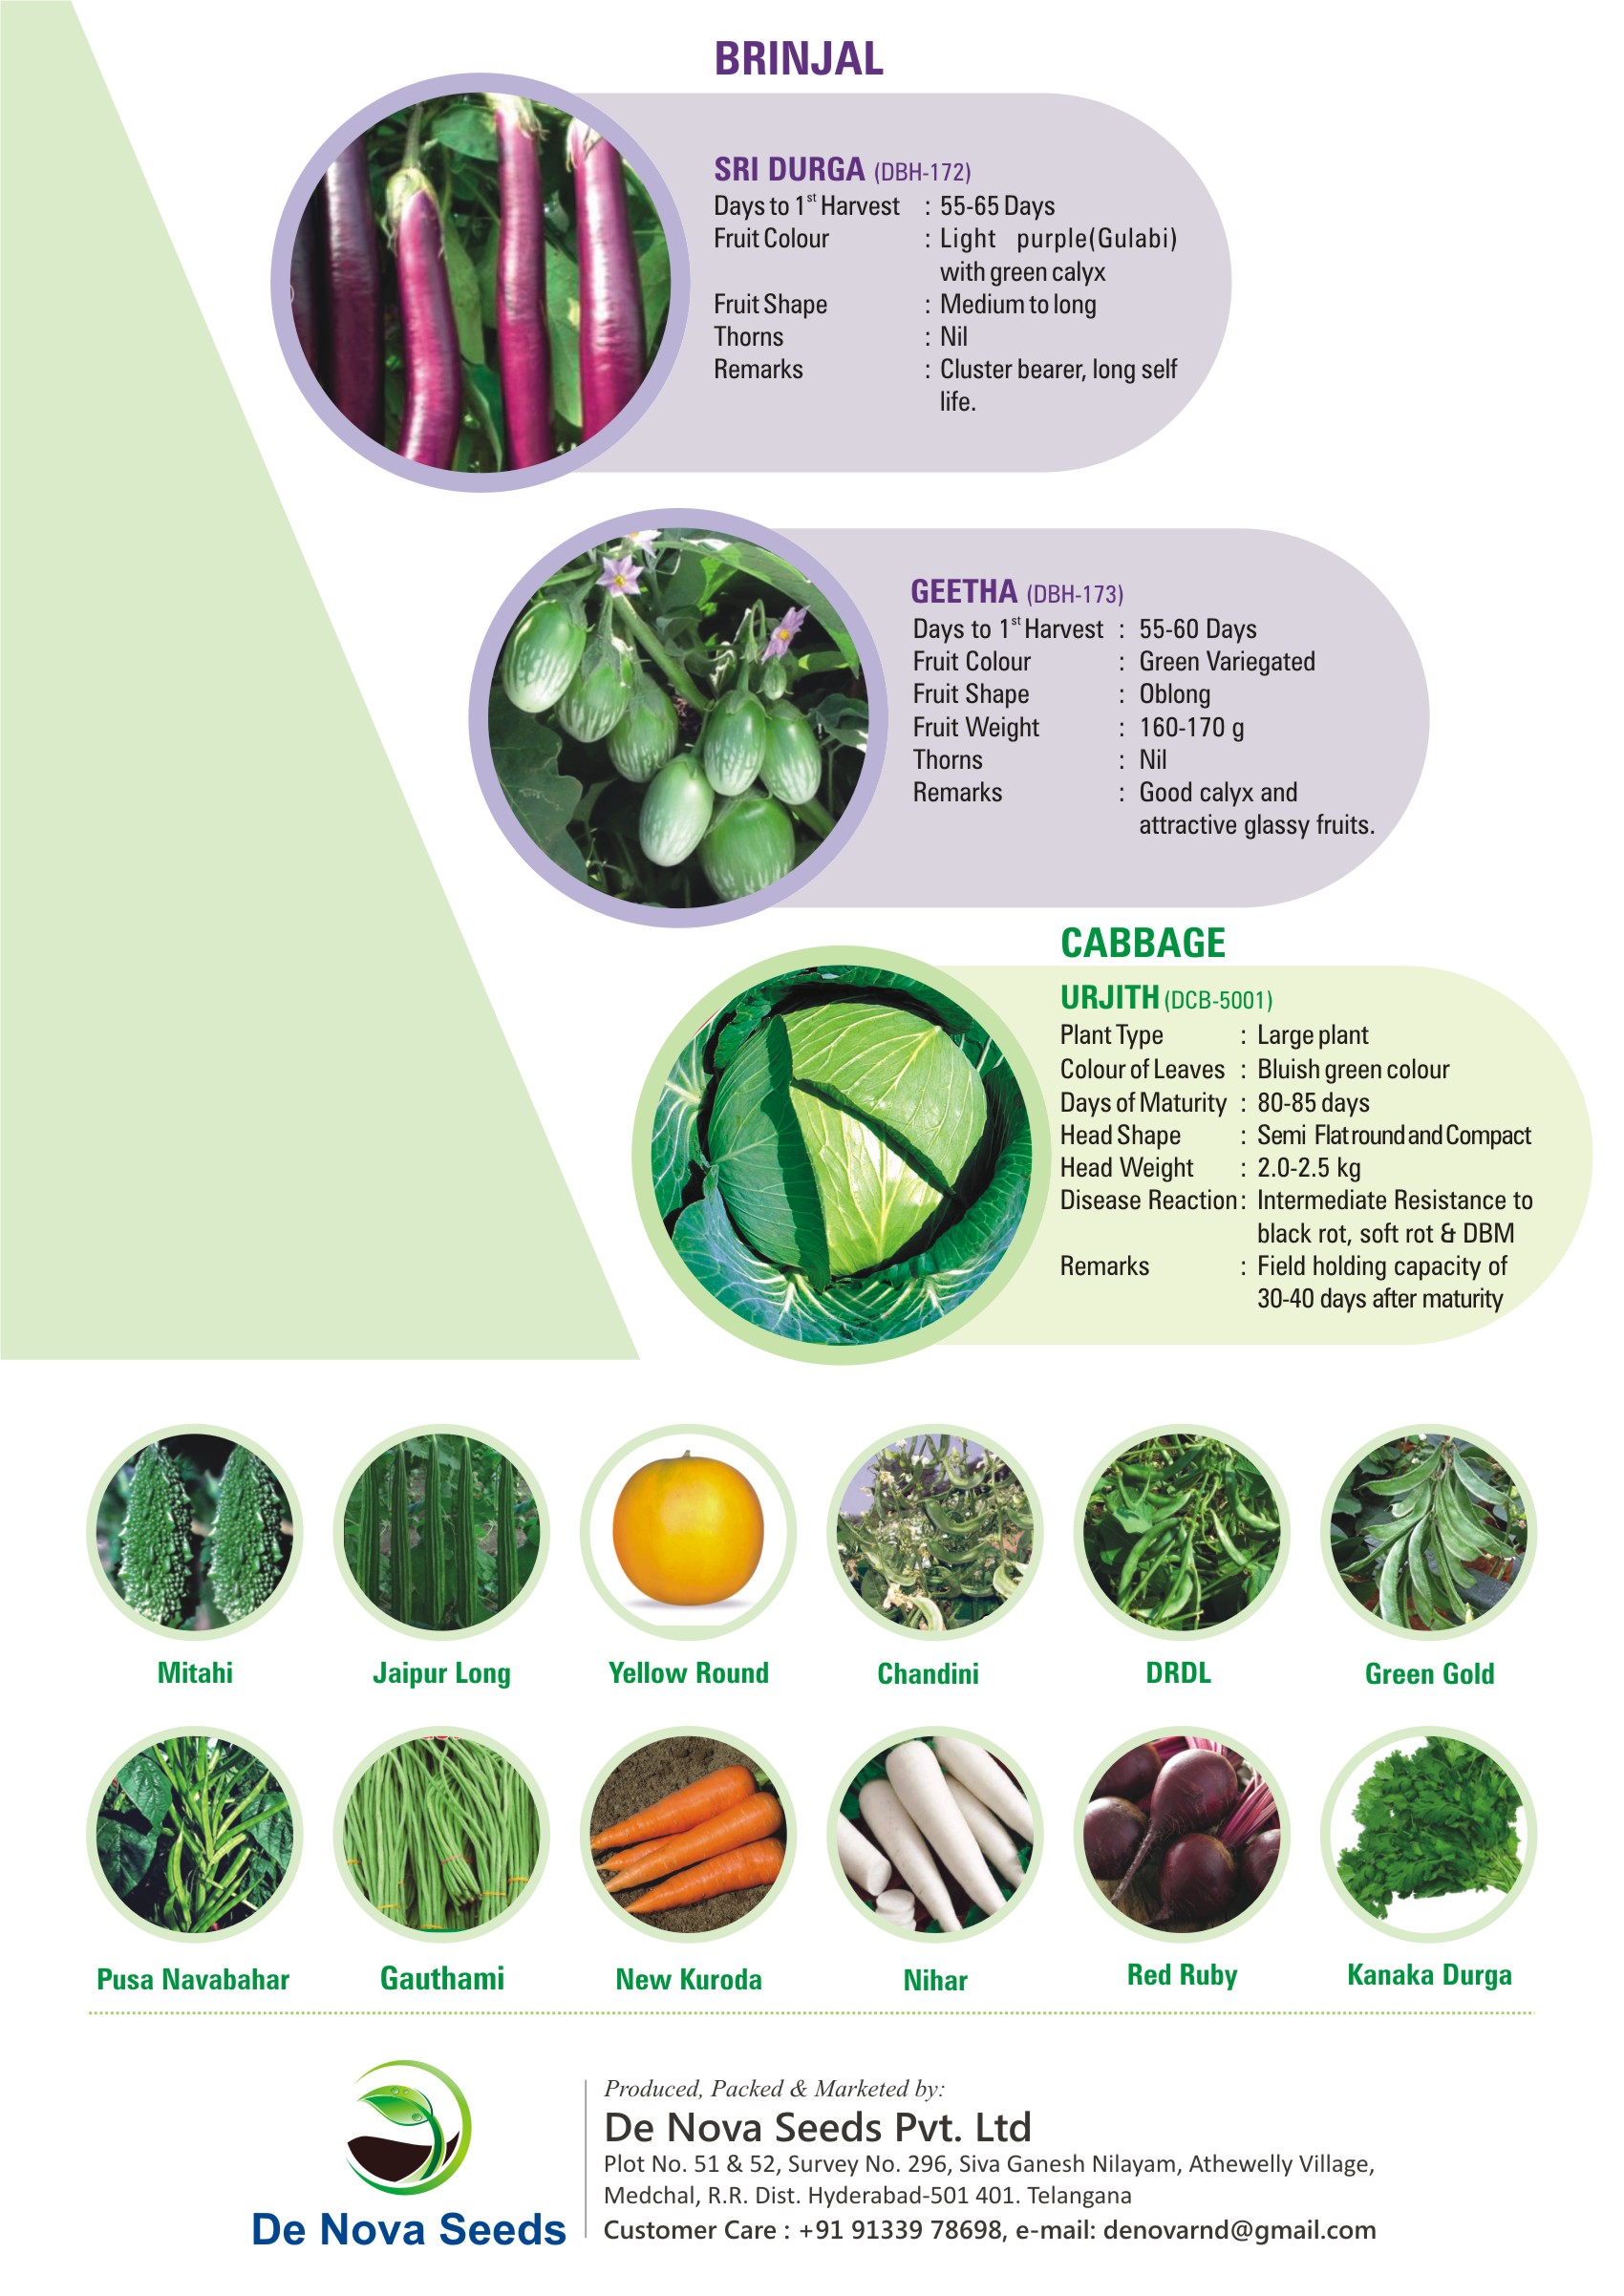 BRINJAL
SRI DURGA (DBH-172)
Days to 1st Harvest : 55-65 Days
Fruit Colour : Light purple(Gulabi)
with green calyx
Fruit Shape : Medium to long
Thorns : Nil
Remarks : Cluster bearer, long self
life.
GEETHA (DBH-173)
Days to 1st Harvest : 55-60 Days
Fruit Colour : Green Variegated
Fruit Shape : Oblong
Fruit Weight : 160-170 g
Thorns : Nil
Remarks : Good calyx and
attractive glassy fruits.
CABBAGE
URJITH (DCB-5001)
Plant Type : Large plant
Colour of Leaves : Bluish green colour
Days of Maturity : 80-85 days
Head Shape : Semi Flat round and Compact
Head Weight : 2.0-2.5 kg
Disease Reaction : Intermediate Resistance to
black rot, soft rot & DBM
Remarks : Field holding capacity of
30-40 days after maturity
Mitahi Jaipur Long Yellow Round Chandini DRDL Green Gold
Pusa Navabahar Gauthami New Kuroda Nihar Red Ruby Kanaka Durga
De Nova Seeds
Produced, Packed & Marketed by:
De Nova Seeds Pvt. Ltd
Plot No. 51 & 52, Survey No. 296, Siva Ganesh Nilayam, Athewelly Village,
Medchal, R.R. Dist. Hyderabad-501 401. Telangana
Customer Care : +91 91339 78698, e-mail: denovarnd@gmail.com